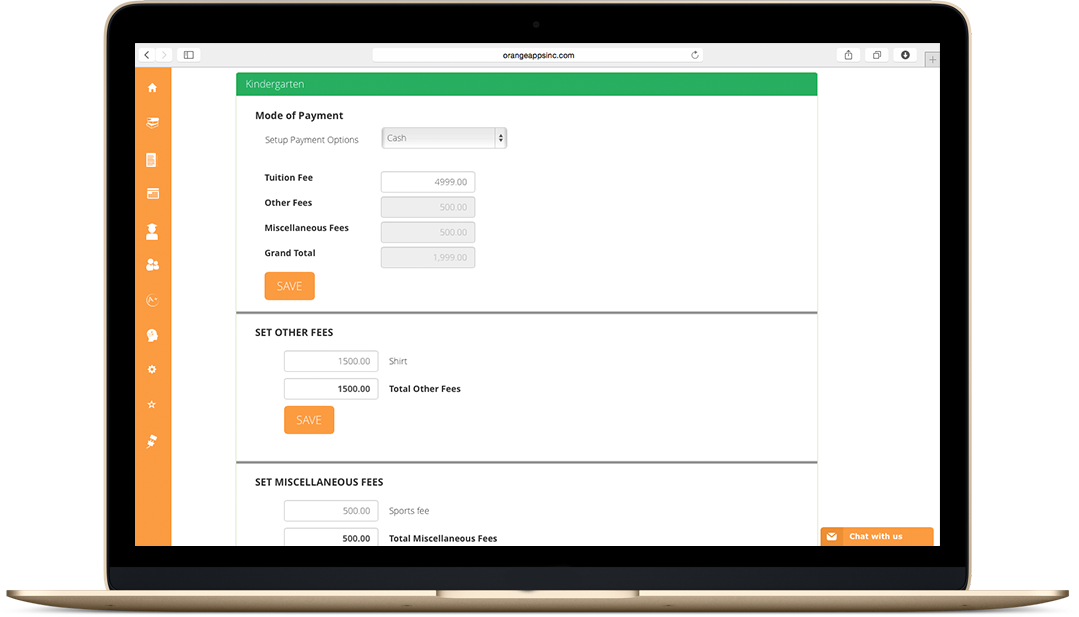 orangeappsinc.com
Kindergarten
Mode of Payment
Setup Payment Options Cash
Tuition Fee 4999.00
Other Fees 500.00
Miscellaneous Fees 500.00
Grand Total 1,999.00
SAVE
SET OTHER FEES
1500.00 Shirt
1500.00 Total Other Fees
SAVE
SET MISCELLANEOUS FEES
500.00 Sports fee
500.00 Total Miscellaneous Fees
Chat with us